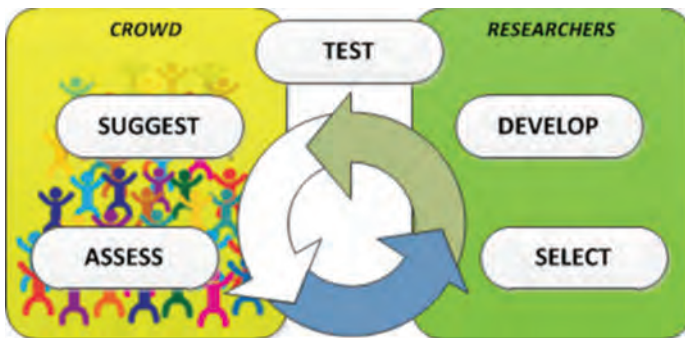 CROWD
RESEARCHERS
TEST
SUGGEST
DEVELOP
ASSESS
SELECT